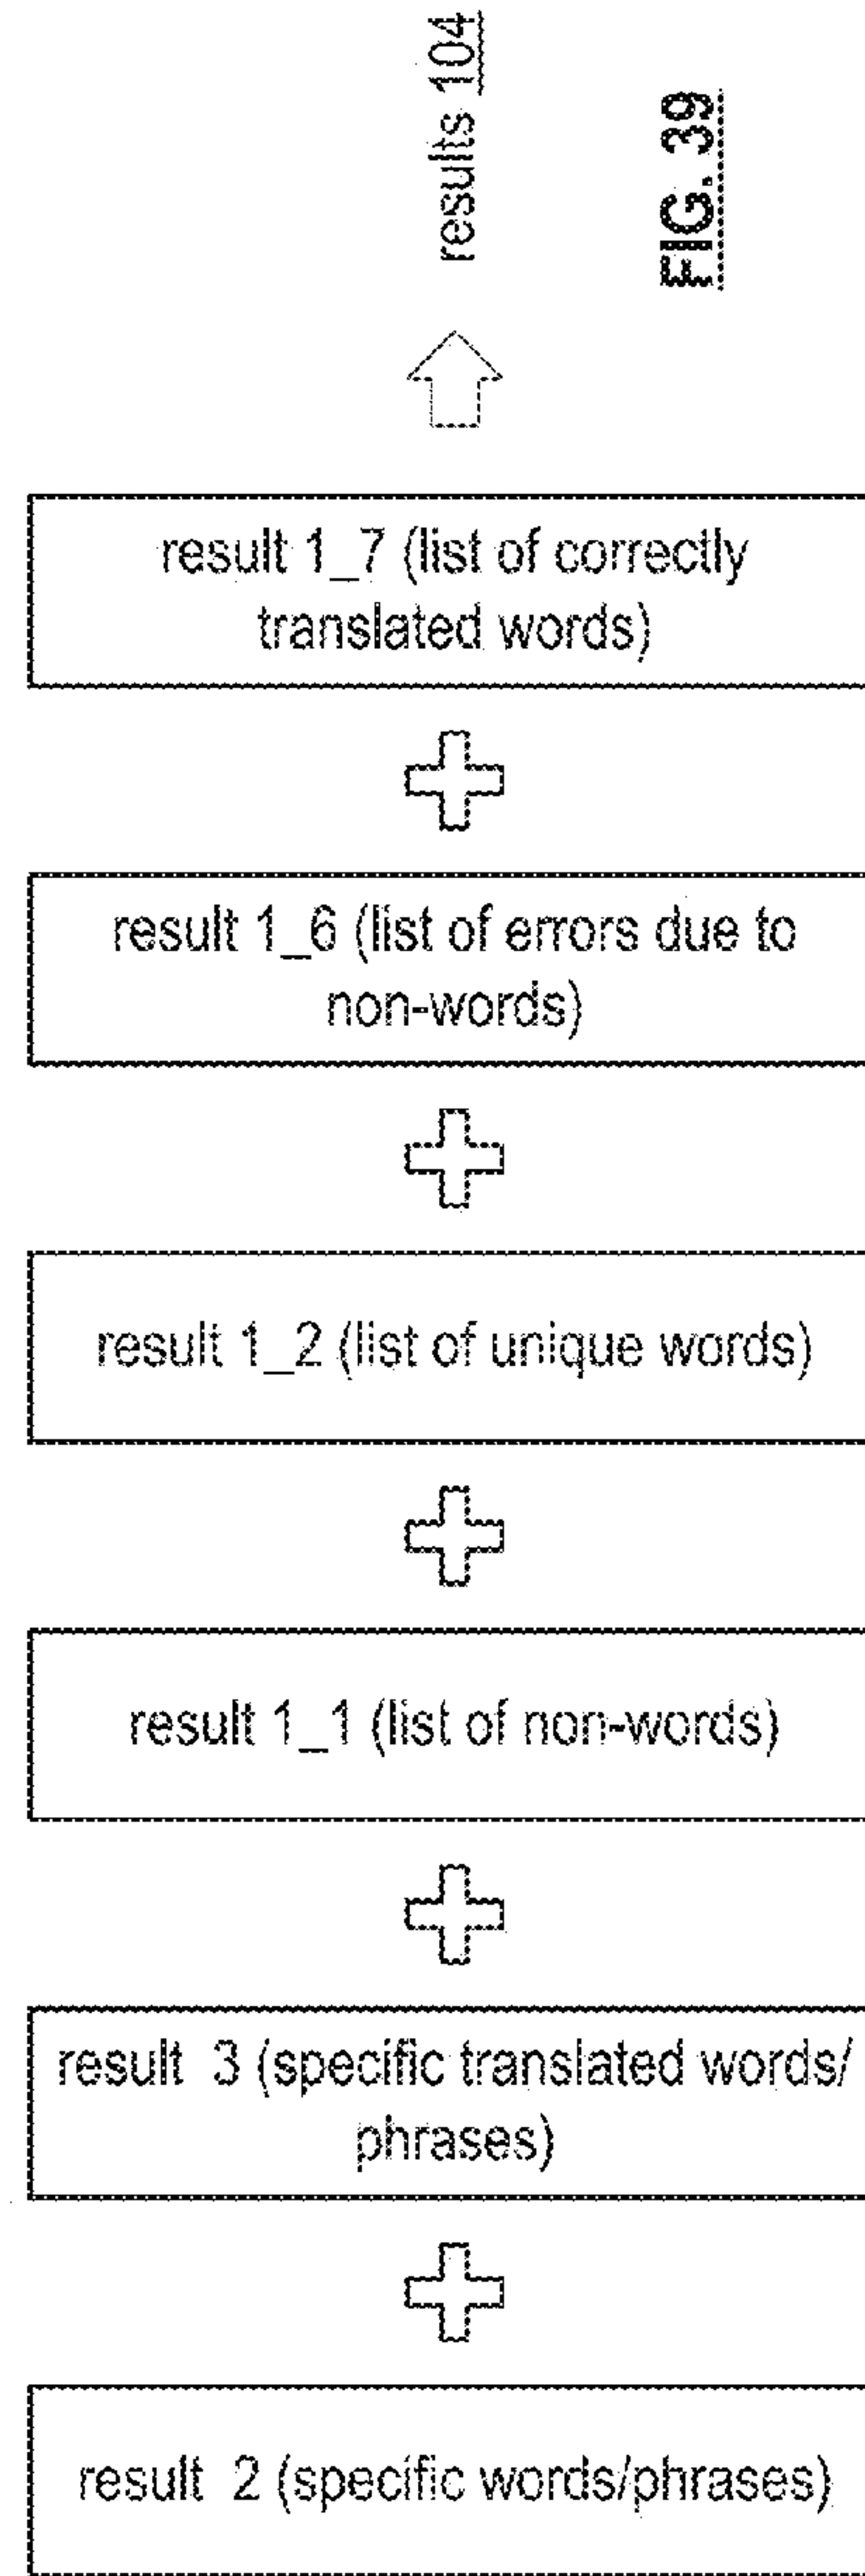 results 104
FIG. 39
result 1_7 (list of correctly
translated words)
result 1_6 (list of errors due to
non-words)
result 1_2 (list of unique words)
result 1_1 (list of non-words)
result 3 (specific translated words/
phrases)
result 2 (specific words/phrases)